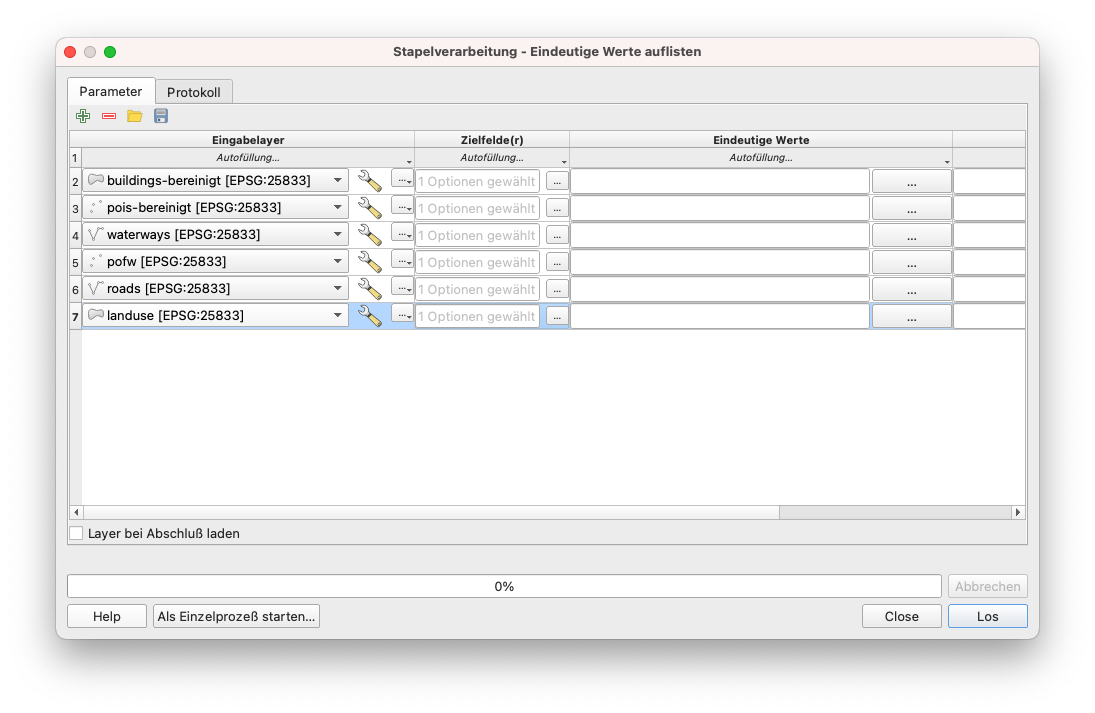 Stapelverarbeitung - Eindeutige Werte auflisten
Parameter Protokoll
Eingabelayer Zielfelde(r) Eindeutige Werte
1 Autofüllung... Autofüllung... Autofüllung...
2 buildings-bereinigt [EPSG:25833] ... 1 Optionen gewählt ... ...
3 pois-bereinigt [EPSG:25833] ... 1 Optionen gewählt ... ...
4 waterways [EPSG:25833] ... 1 Optionen gewählt ... ...
5 pofw [EPSG:25833] ... 1 Optionen gewählt ... ...
6 roads [EPSG:25833] ... 1 Optionen gewählt ... ...
7 landuse [EPSG:25833] ... 1 Optionen gewählt ... ...
Layer bei Abschluß laden
0% Abbrechen
Help Als Einzelprozeß starten... Close Los